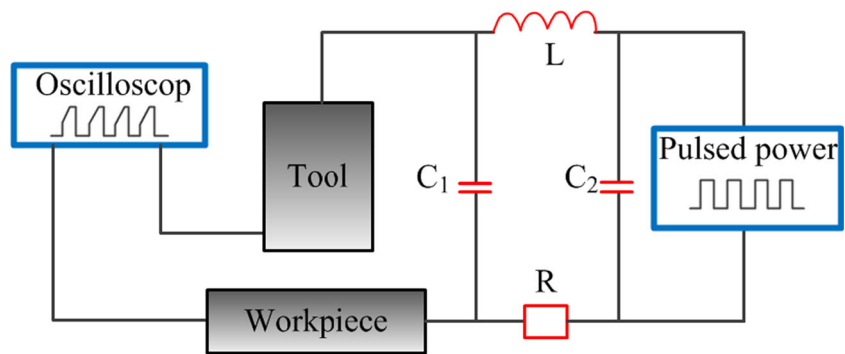 Oscilloscop
Tool
Workpiece
L
C₁
C₂
R
Pulsed power